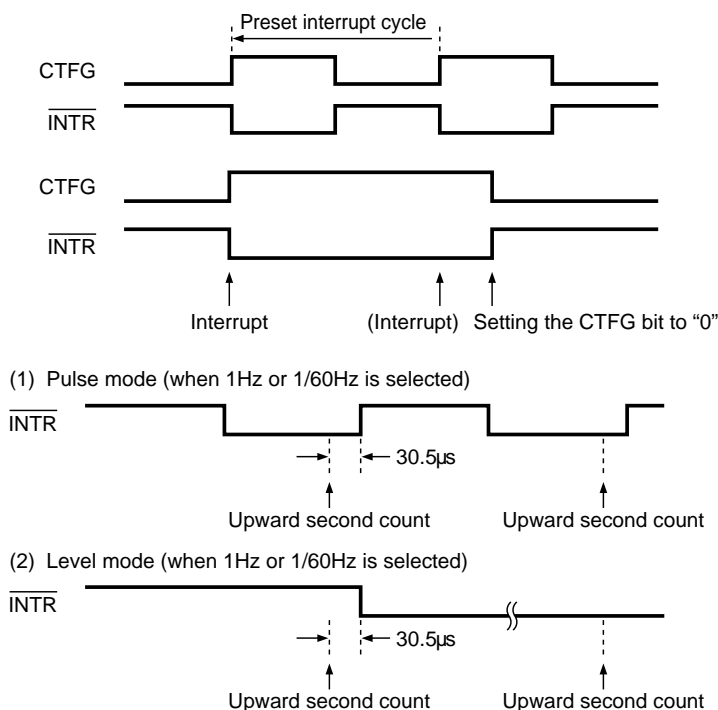 Preset interrupt cycle
CTFG
INTR
CTFG
INTR
Interrupt (Interrupt) Setting the CTFG bit to “0”
(1) Pulse mode (when 1Hz or 1/60Hz is selected)
INTR
30.5µs
Upward second count Upward second count
(2) Level mode (when 1Hz or 1/60Hz is selected)
INTR
30.5µs
Upward second count Upward second count